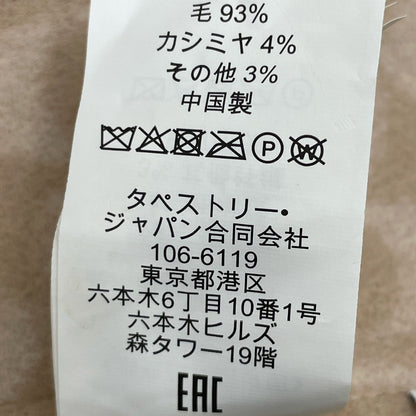 毛 93%
カシミヤ 4%
その他 3%
中国製
P W
タペストリー•
ジャパン合同会社
106-6119
東京都港区
六本木6丁目10番1号
六本木ヒルズ
森タワー19階
EAC